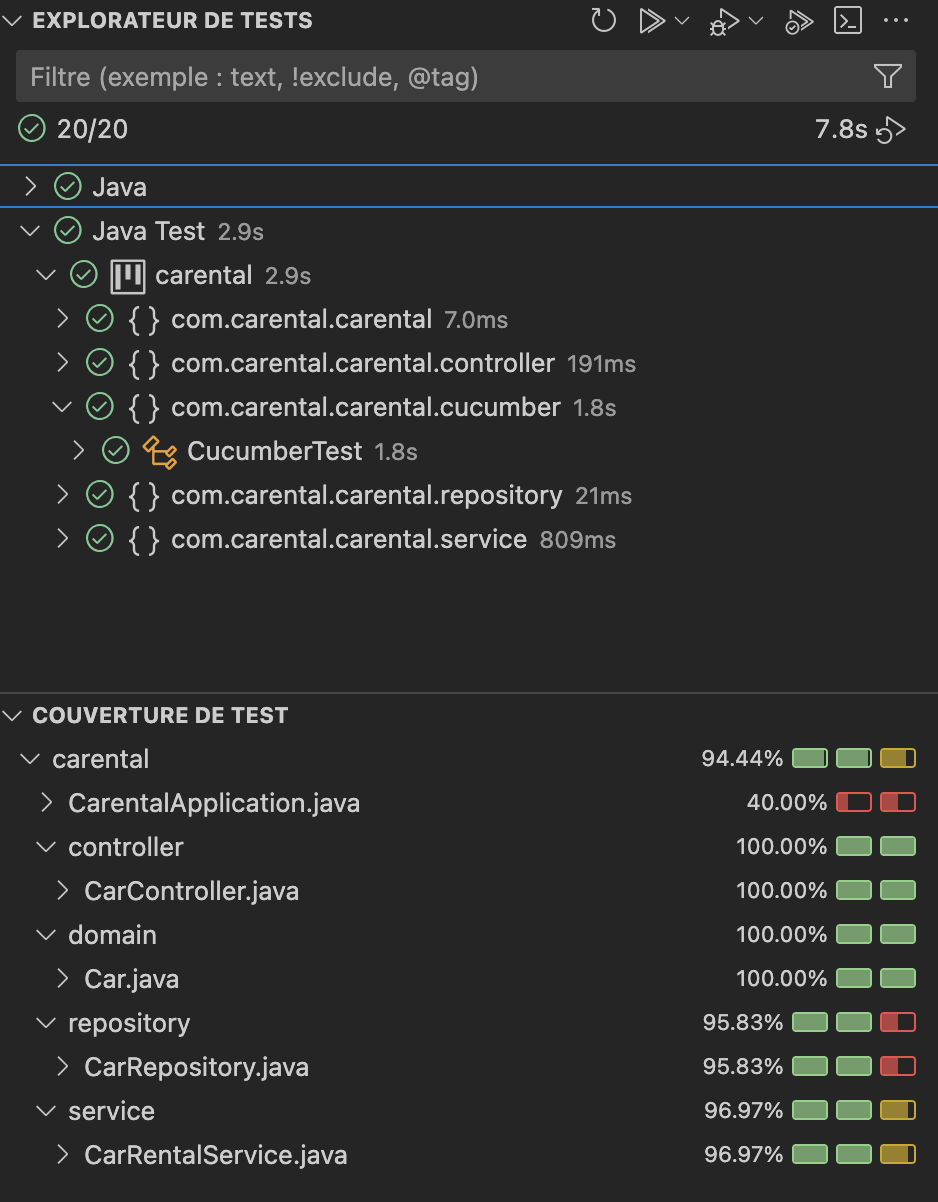 EXPLORATEUR DE TESTS
Filtre (exemple : text, !exclude, @tag)
20/20 7.8s
Java
Java Test 2.9s
carental 2.9s
{ } com.carental.carental 7.0ms
{ } com.carental.carental.controller 191ms
{ } com.carental.carental.cucumber 1.8s
CucumberTest 1.8s
{ } com.carental.carental.repository 21ms
{ } com.carental.carental.service 809ms
COUVERTURE DE TEST
carental 94.44%
CarentalApplication.java 40.00%
controller 100.00%
CarController.java 100.00%
domain 100.00%
Car.java 100.00%
repository 95.83%
CarRepository.java 95.83%
service 96.97%
CarRentalService.java 96.97%